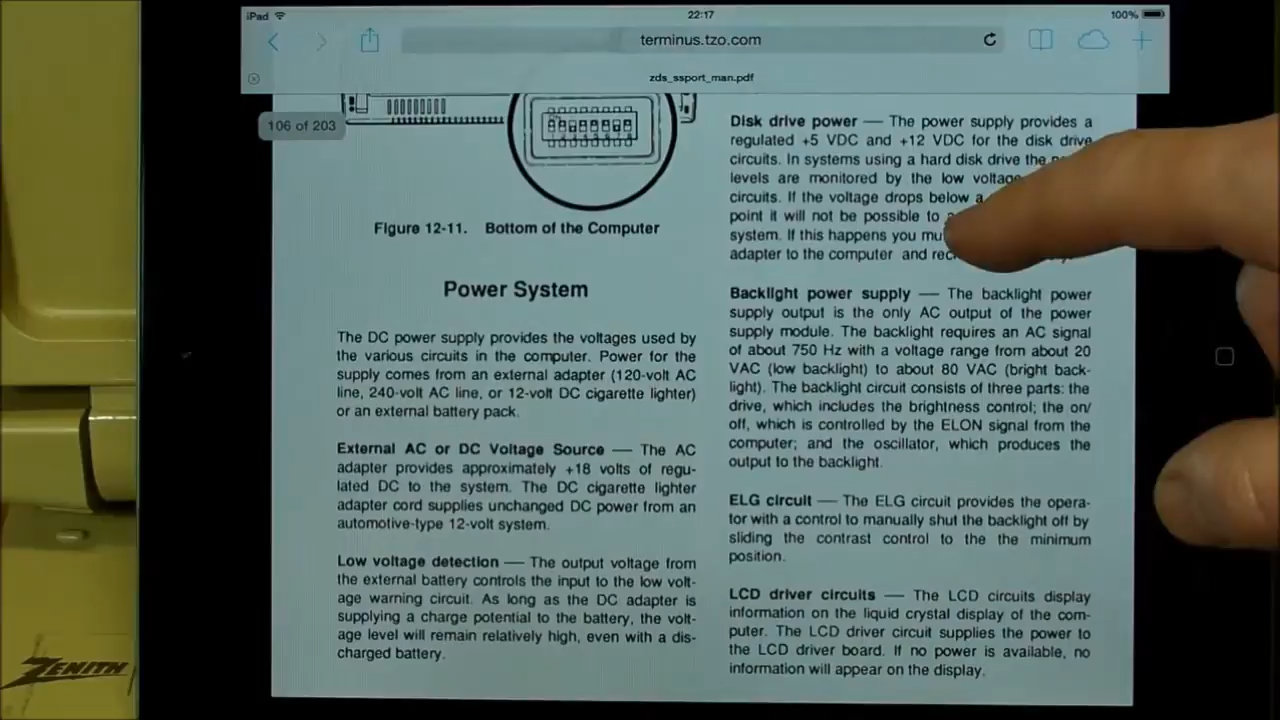 iPad
22:17
100%
terminus.tzo.com
zds_ssport_man.pdf
106 of 203
Figure 12-11. Bottom of the Computer
Power System
The DC power supply provides the voltages used by
the various circuits in the computer. Power for the
supply comes from an external adapter (120-volt AC
line, 240-volt AC line, or 12-volt DC cigarette lighter)
or an external battery pack.
External AC or DC Voltage Source — The AC
adapter provides approximately +18 volts of regu-
lated DC to the system. The DC cigarette lighter
adapter cord supplies unchanged DC power from an
automotive-type 12-volt system.
Low voltage detection — The output voltage from
the external battery controls the input to the low volt-
age warning circuit. As long as the DC adapter is
supplying a charge potential to the battery, the volt-
age level will remain relatively high, even with a dis-
charged battery.
Disk drive power — The power supply provides a
regulated +5 VDC and +12 VDC for the disk drive
circuits. In systems using a hard disk drive the
levels are monitored by the low voltage
circuits. If the voltage drops below a
point it will not be possible to
system. If this happens you
adapter to the computer and
Backlight power supply — The backlight power
supply output is the only AC output of the power
supply module. The backlight requires an AC signal
of about 750 Hz with a voltage range from about 20
VAC (low backlight) to about 80 VAC (bright back-
light). The backlight circuit consists of three parts: the
drive, which includes the brightness control; the on/
off, which is controlled by the ELON signal from the
computer; and the oscillator, which produces the
output to the backlight.
ELG circuit — The ELG circuit provides the opera-
tor with a control to manually shut the backlight off by
sliding the contrast control to the the minimum
position.
LCD driver circuits — The LCD circuits display
information on the liquid crystal display of the com-
puter. The LCD driver circuit supplies the power to
the LCD driver board. If no power is available, no
information will appear on the display.
ZENITH